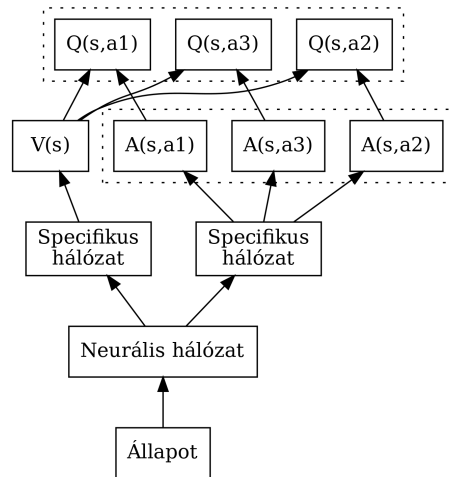 Q(s,a1)
Q(s,a3)
Q(s,a2)
V(s)
A(s,a1)
A(s,a3)
A(s,a2)
Specifikus
hálózat
Specifikus
hálózat
Neurális hálózat
Állapot